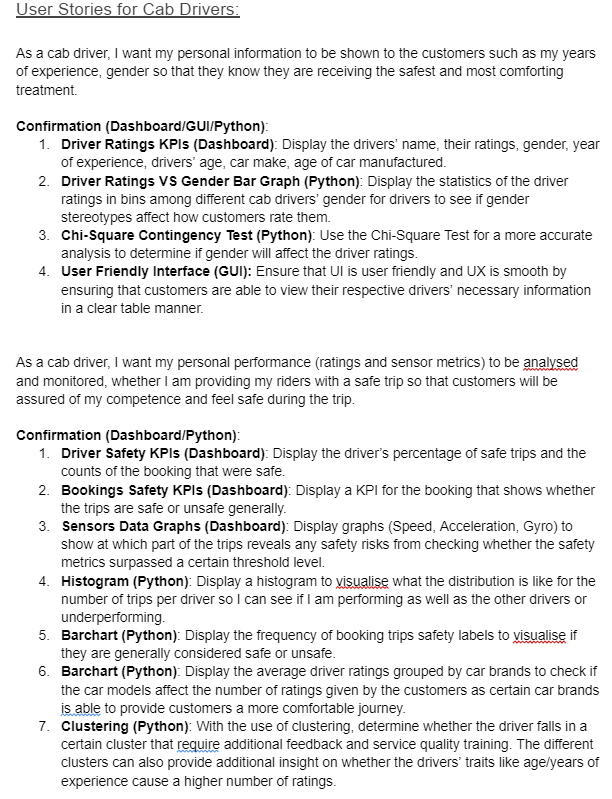 User Stories for Cab Drivers:
As a cab driver, I want my personal information to be shown to the customers such as my years
of experience, gender so that they know they are receiving the safest and most comforting
treatment.
Confirmation (Dashboard/GUI/Python):
1. Driver Ratings KPIs (Dashboard): Display the drivers' name, their ratings, gender, year
of experience, drivers' age, car make, age of car manufactured.
2. Driver Ratings VS Gender Bar Graph (Python): Display the statistics of the driver
ratings in bins among different cab drivers' gender for drivers to see if gender
stereotypes affect how customers rate them.
3. Chi-Square Contingency Test (Python): Use the Chi-Square Test for a more accurate
analysis to determine if gender will affect the driver ratings.
4. User Friendly Interface (GUI): Ensure that UI is user friendly and UX is smooth by
ensuring that customers are able to view their respective drivers' necessary information
in a clear table manner.
As a cab driver, I want my personal performance (ratings and sensor metrics) to be analysed
and monitored, whether I am providing my riders with a safe trip so that customers will be
assured of my competence and feel safe during the trip.
Confirmation (Dashboard/Python):
1. Driver Safety KPIs (Dashboard): Display the driver's percentage of safe trips and the
counts of the booking that were safe.
2. Bookings Safety KPIs (Dashboard): Display a KPI for the booking that shows whether
the trips are safe or unsafe generally.
3. Sensors Data Graphs (Dashboard): Display graphs (Speed, Acceleration, Gyro) to
show at which part of the trips reveals any safety risks from checking whether the safety
metrics surpassed a certain threshold level.
4. Histogram (Python): Display a histogram to visualise what the distribution is like for the
number of trips per driver so I can see if I am performing as well as the other drivers or
underperforming.
5. Barchart (Python): Display the frequency of booking trips safety labels to visualise if
they are generally considered safe or unsafe.
6. Barchart (Python): Display the average driver ratings grouped by car brands to check if
the car models affect the number of ratings given by the customers as certain car brands
is able to provide customers a more comfortable journey.
7. Clustering (Python): With the use of clustering, determine whether the driver falls in a
certain cluster that require additional feedback and service quality training. The different
clusters can also provide additional insight on whether the drivers' traits like age/years of
experience cause a higher number of ratings.